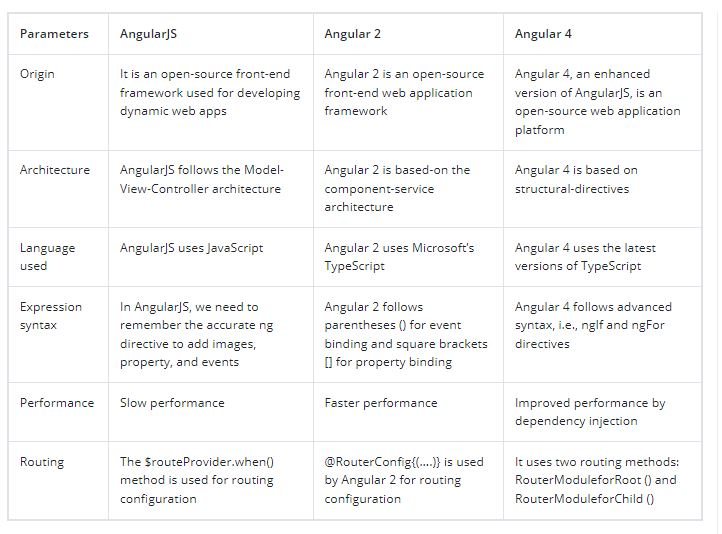 Parameters AngularJS Angular 2 Angular 4
Origin It is an open-source front-end Angular 2 is an open-source Angular 4, an enhanced
framework used for developing front-end web application version of AngularJS, is an
dynamic web apps framework open-source web application
platform
Architecture AngularJS follows the Model- Angular 2 is based-on the Angular 4 is based on
View-Controller architecture component-service structural-directives
architecture
Language AngularJS uses JavaScript Angular 2 uses Microsoft's Angular 4 uses the latest
used TypeScript versions of TypeScript
Expression In AngularJS, we need to Angular 2 follows Angular 4 follows advanced
syntax remember the accurate ng parentheses () for event syntax, i.e., ngIf and ngFor
directive to add images, binding and square brackets directives
property, and events [] for property binding
Performance Slow performance Faster performance Improved performance by
dependency injection
Routing The $routeProvider.when() @RouterConfig{(....)} is used It uses two routing methods:
method is used for routing by Angular 2 for routing RouterModuleforRoot () and
configuration configuration RouterModuleforChild ()